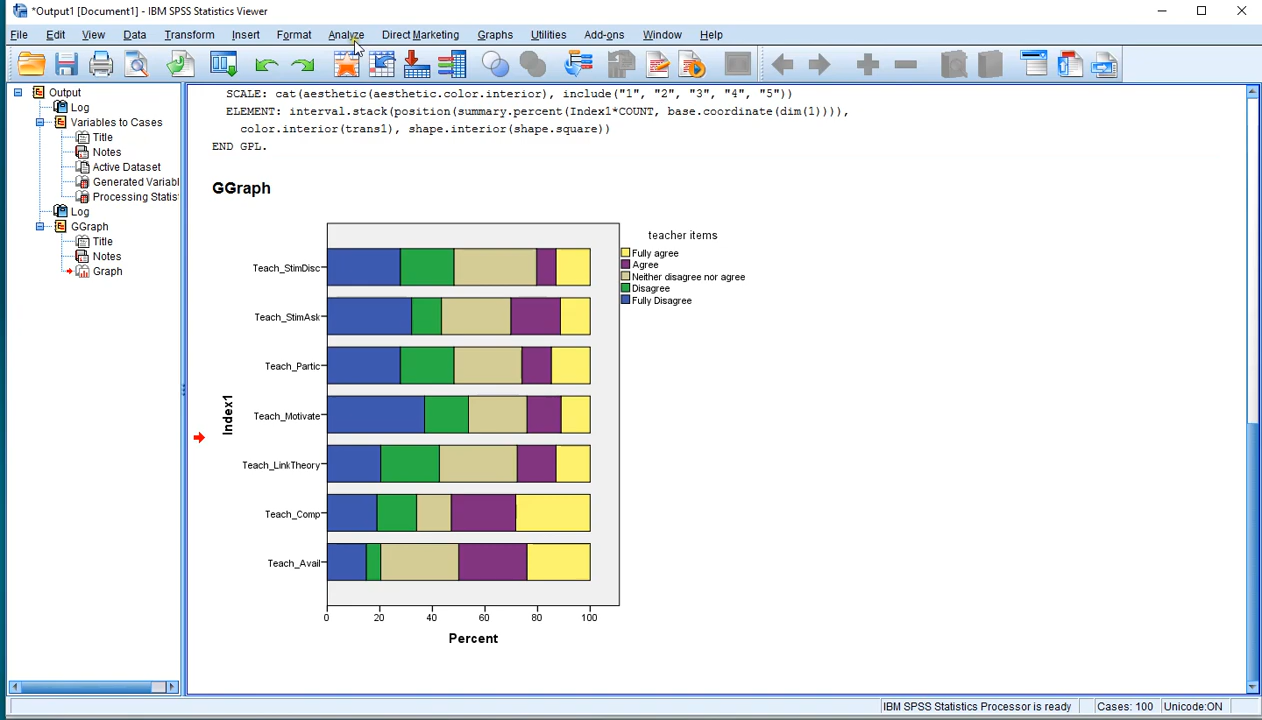 *Output1 [Document1] - IBM SPSS Statistics Viewer
File Edit View Data Transform Insert Format Analyze Direct Marketing Graphs Utilities Add-ons Window Help
Output
Log
Variables to Cases
Title
Notes
Active Dataset
Generated Variabl
Processing Statis
Log
GGraph
Title
Notes
Graph
SCALE: cat(aesthetic(aesthetic.color.interior), include("1", "2", "3", "4", "5"))
ELEMENT: interval.stack(position(summary.percent(Index1*COUNT, base.coordinate(dim(1)))),
color.interior(trans1), shape.interior(shape.square))
END GPL.
GGraph
teacher items
Fully agree
Agree
Neither disagree nor agree
Disagree
Fully Disagree
Index1
Teach_StimDisc
Teach_StimAsk
Teach_Partic
Teach_Motivate
Teach_LinkTheory
Teach_Comp
Teach_Avail
0 20 40 60 80 100
Percent
IBM SPSS Statistics Processor is ready Cases: 100 Unicode:ON